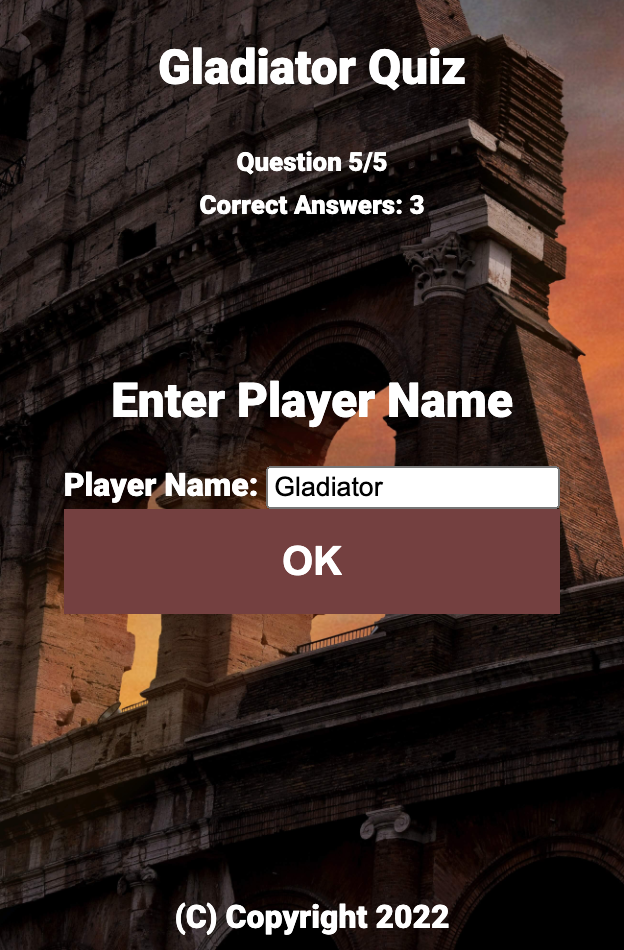 Gladiator Quiz
Question 5/5
Correct Answers: 3
Enter Player Name
Player Name: Gladiator
OK
(C) Copyright 2022